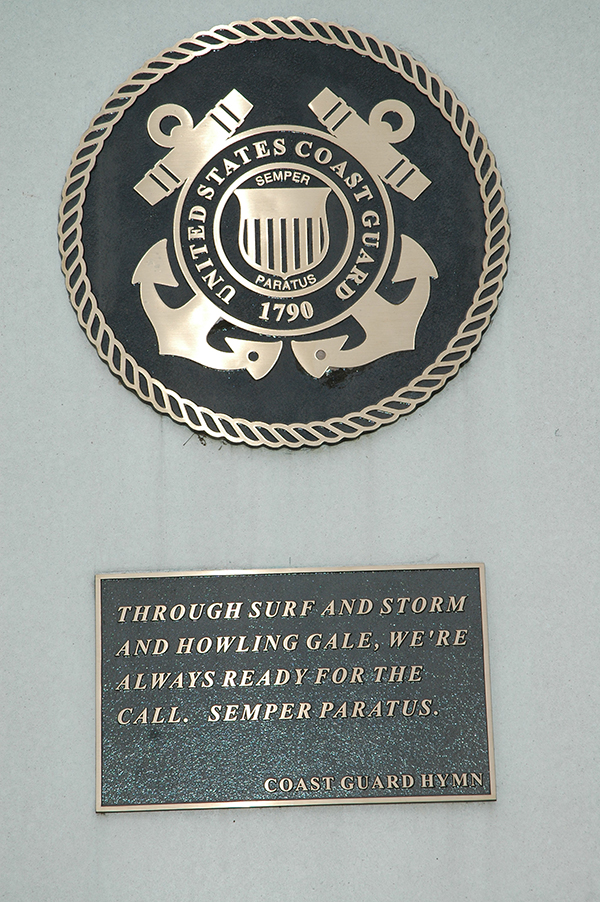 UNITED STATES COAST GUARD
SEMPER
PARATUS
1790
THROUGH SURF AND STORM
AND HOWLING GALE, WE'RE
ALWAYS READY FOR THE
CALL. SEMPER PARATUS.
COAST GUARD HYMN